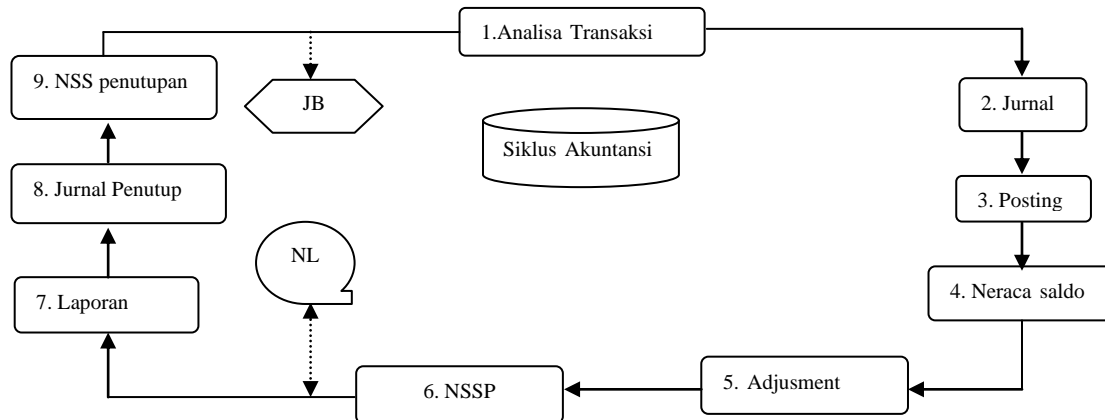 1.Analisa Transaksi
9. NSS penutupan
JB
2. Jurnal
Siklus Akuntansi
8. Jurnal Penutup
3. Posting
NL
7. Laporan
4. Neraca saldo
5. Adjusment
6. NSSP